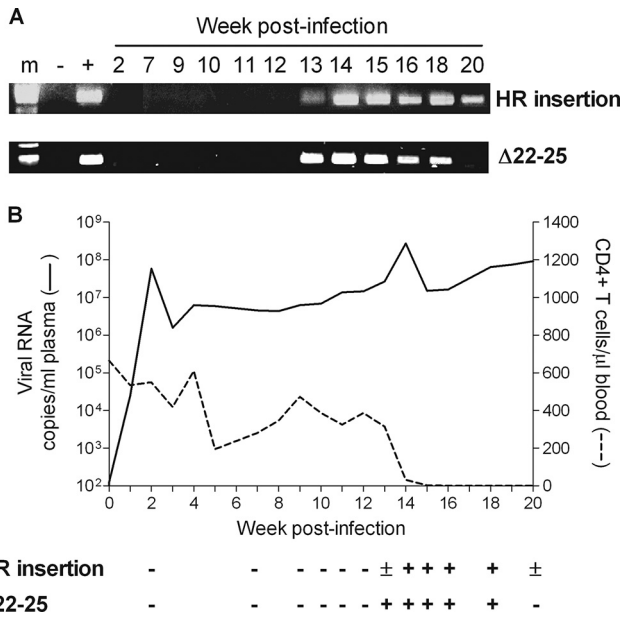 A
Week post-infection
m - + 2 7 9 10 11 12 13 14 15 16 18 20
HR insertion
Δ22-25
B
10⁹
10⁸
10⁷
10⁶
10⁵
10⁴
10³
10²
Viral RNA
copies/ml plasma (—)
1400
1200
1000
800
600
400
200
0
CD4+ T cells/μl blood (---)
0 2 4 6 8 10 12 14 16 18 20
Week post-infection
R insertion - - - - - - ± + + + + ±
22-25 - - - - - - + + + + + -